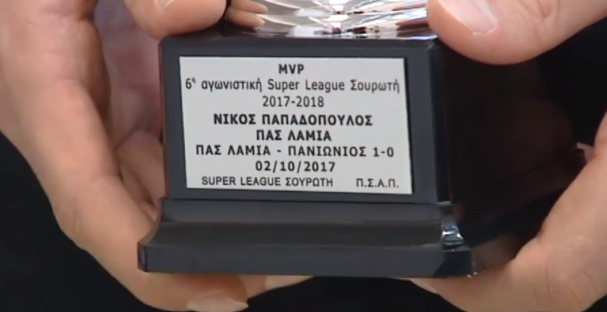 MVP
6η αγωνιστική Super League Σουρωτή
2017-2018
ΝΙΚΟΣ ΠΑΠΑΔΟΠΟΥΛΟΣ
ΠΑΣ ΛΑΜΙΑ
ΠΑΣ ΛΑΜΙΑ - ΠΑΝΙΩΝΙΟΣ 1-0
02/10/2017
SUPER LEAGUE ΣΟΥΡΩΤΗ Π.Σ.Α.Π.